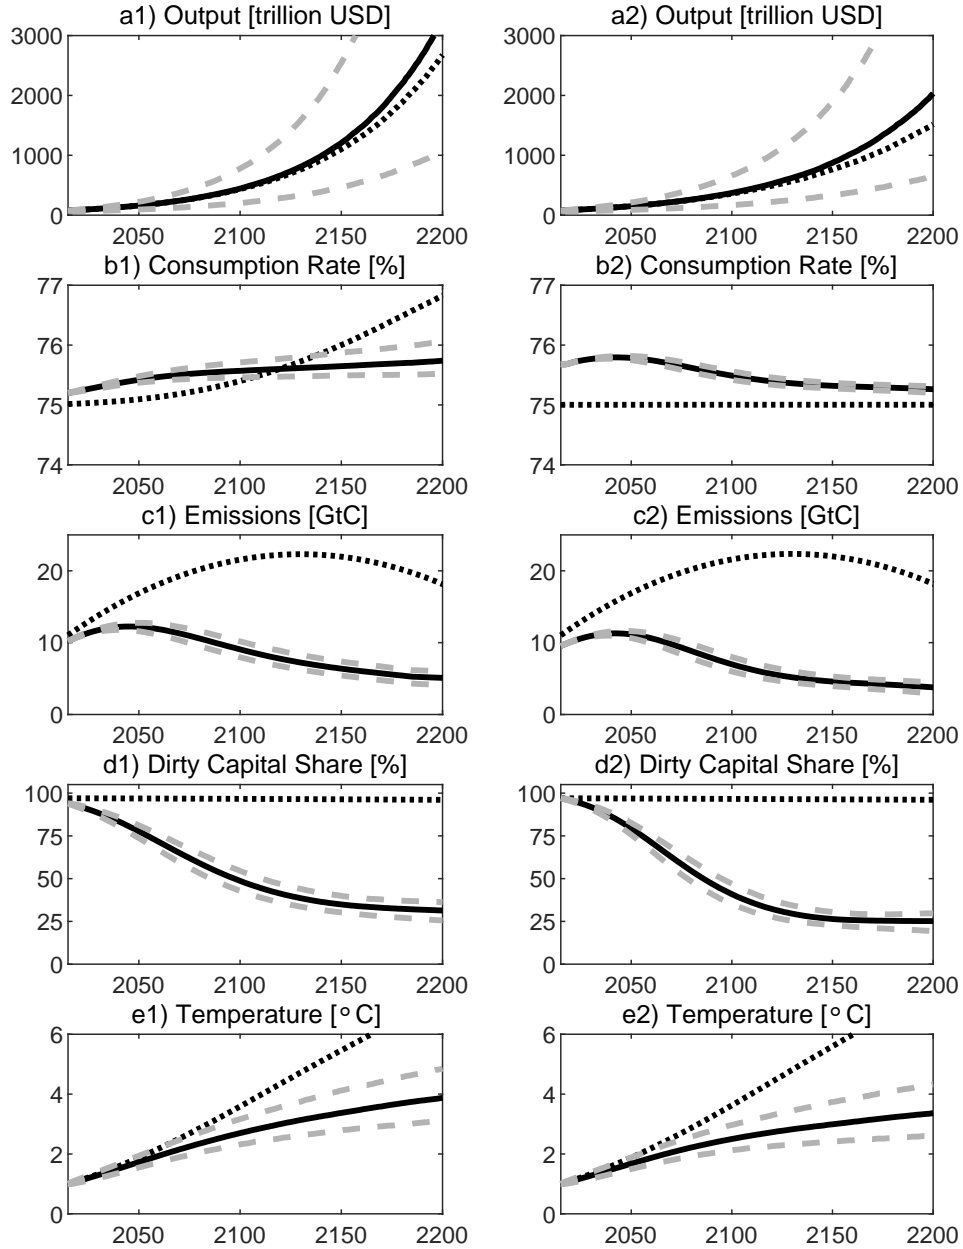 a1) Output [trillion USD]
3000
2000
1000
0
2050 2100 2150 2200
a2) Output [trillion USD]
3000
2000
1000
0
2050 2100 2150 2200
b1) Consumption Rate [%]
77
76
75
74
2050 2100 2150 2200
b2) Consumption Rate [%]
77
76
75
74
2050 2100 2150 2200
c1) Emissions [GtC]
20
10
0
2050 2100 2150 2200
c2) Emissions [GtC]
20
10
0
2050 2100 2150 2200
d1) Dirty Capital Share [%]
100
75
50
25
0
2050 2100 2150 2200
d2) Dirty Capital Share [%]
100
75
50
25
0
2050 2100 2150 2200
e1) Temperature [° C]
6
4
2
0
2050 2100 2150 2200
e2) Temperature [° C]
6
4
2
0
2050 2100 2150 2200